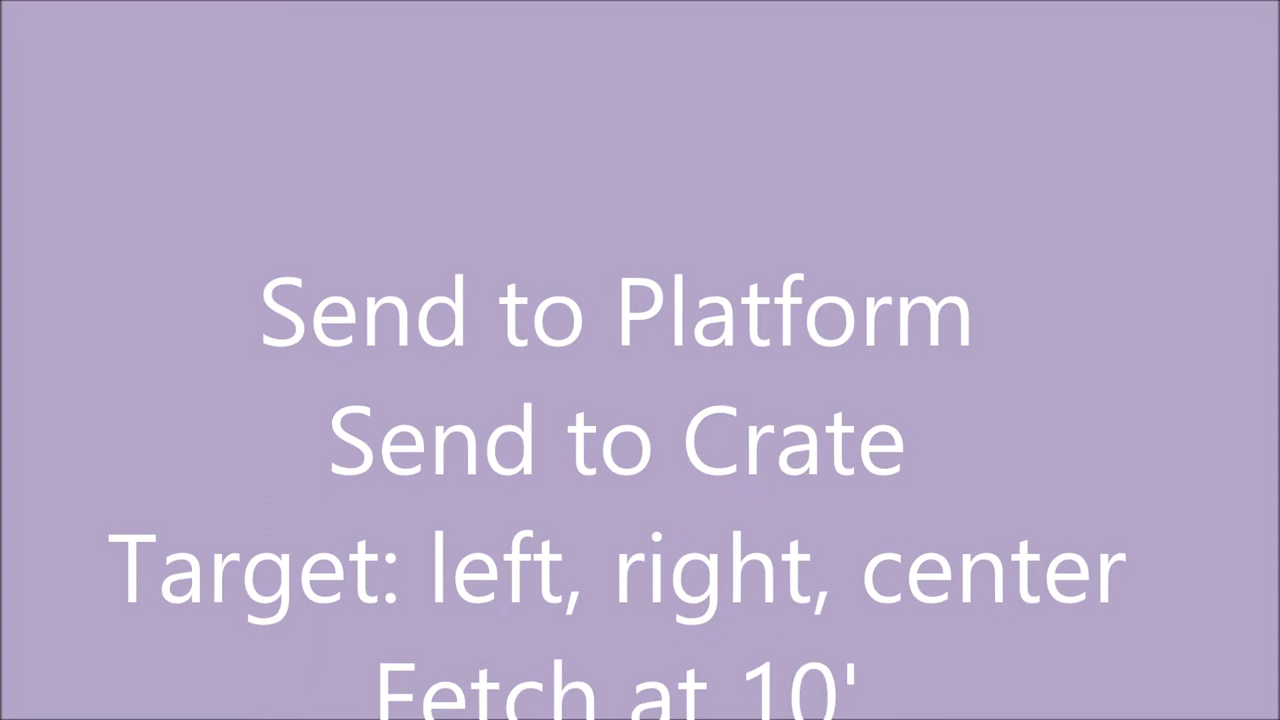 Send to Platform
Send to Crate
Target: left, right, center
Fetch at 10'